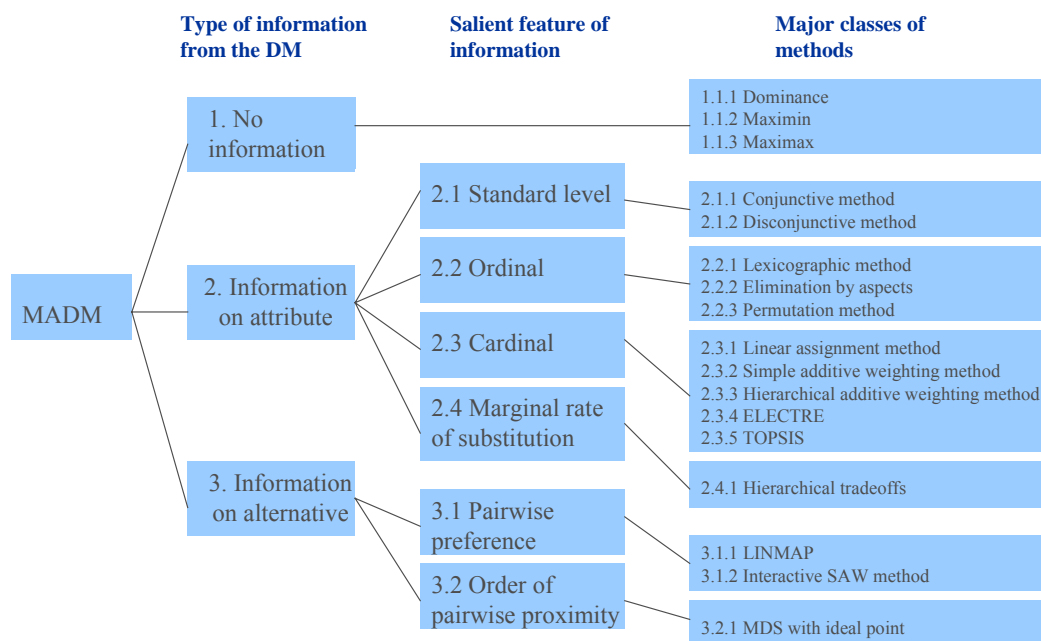 Type of information
from the DM
Salient feature of
information
Major classes of
methods
MADM
1. No
information
1.1.1 Dominance
1.1.2 Maximin
1.1.3 Maximax
2. Information
on attribute
2.1 Standard level
2.1.1 Conjunctive method
2.1.2 Disconjunctive method
2.2 Ordinal
2.2.1 Lexicographic method
2.2.2 Elimination by aspects
2.2.3 Permutation method
2.3 Cardinal
2.3.1 Linear assignment method
2.3.2 Simple additive weighting method
2.3.3 Hierarchical additive weighting method
2.3.4 ELECTRE
2.3.5 TOPSIS
2.4 Marginal rate
of substitution
2.4.1 Hierarchical tradeoffs
3. Information
on alternative
3.1 Pairwise
preference
3.1.1 LINMAP
3.1.2 Interactive SAW method
3.2 Order of
pairwise proximity
3.2.1 MDS with ideal point